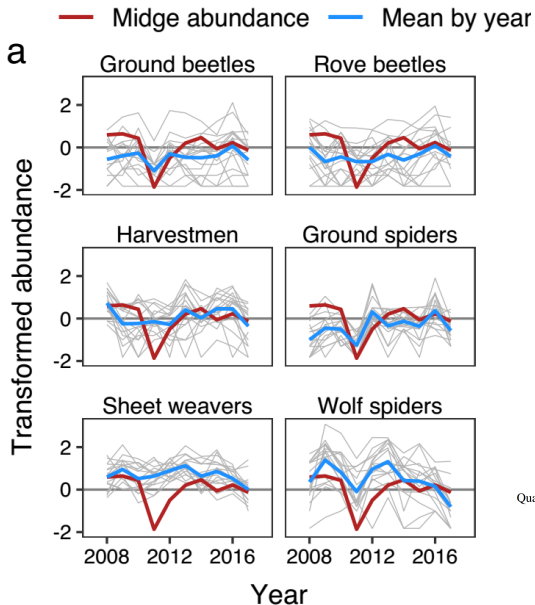 Midge abundance Mean by year
a
Ground beetles Rove beetles
2
0
-2
Harvestmen Ground spiders
2
0
-2
Sheet weavers Wolf spiders
2
0
-2
2008 2012 2016 2008 2012 2016
Year
Transformed abundance
Qua